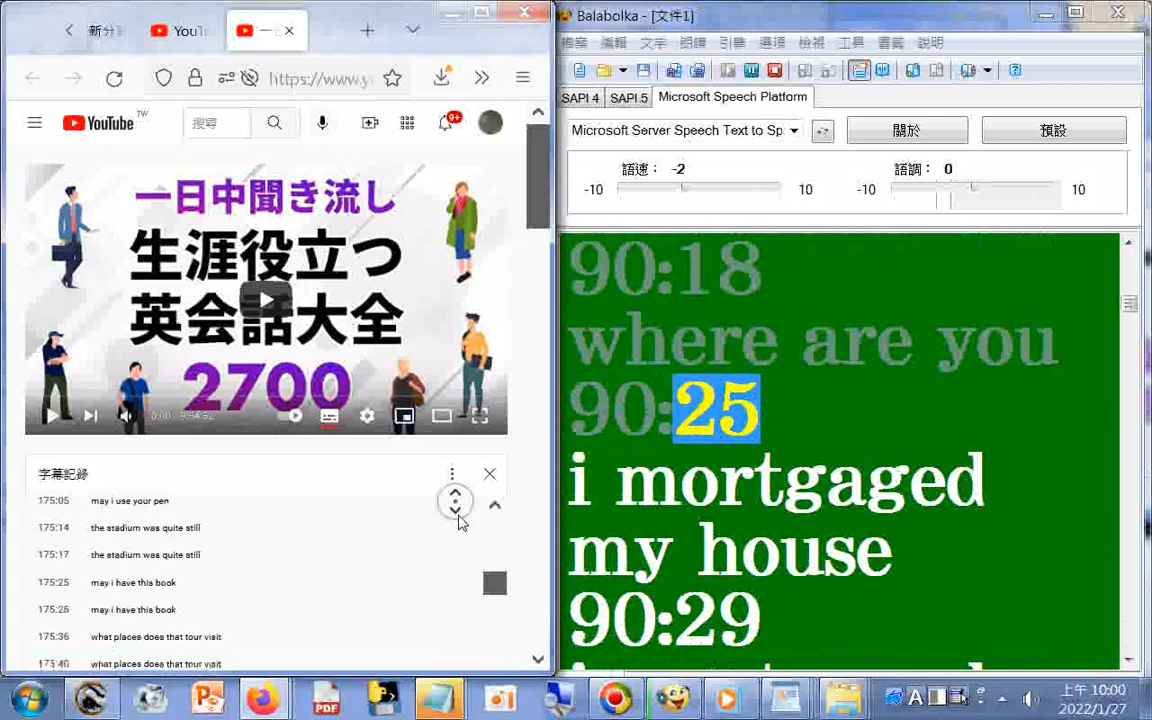 新分
YouT
一
https://www.y
YouTube TW
搜尋
9+
一日中聞き流し
生涯役立つ
英会話大全
2700
字幕記錄
175:05 may i use your pen
175:14 the stadium was quite still
175:17 the stadium was quite still
175:25 may i have this book
175:28 may i have this book
175:36 what places does that tour visit
175:40 what places does that tour visit
Balabolka - [文件1]
檔案 編輯 文字 朗讀 引擎 選項 檢視 工具 書籤 說明
SAPI 4 SAPI 5 Microsoft Speech Platform
Microsoft Server Speech Text to Sp
關於
預設
語速: -2
-10 10
語調: 0
-10 10
90:18
where are you
90:25
i mortgaged
my house
90:29
PDF
A
上午 10:00
2022/1/27